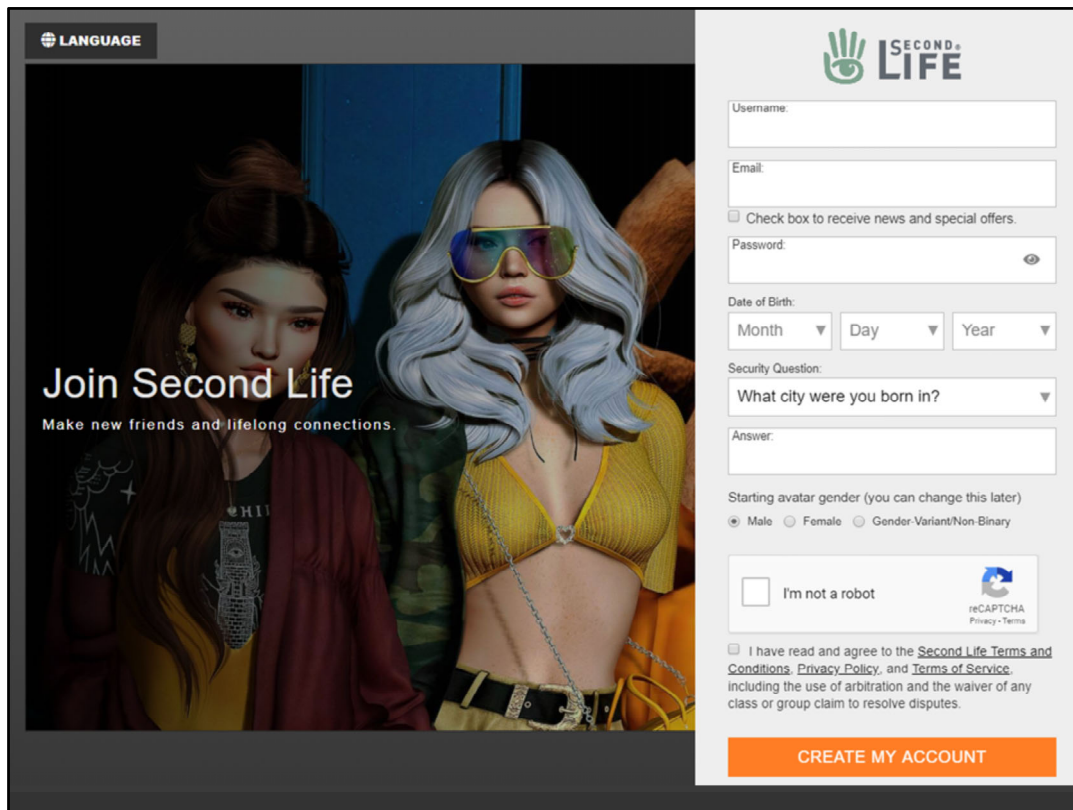 LANGUAGE
SECOND®
LIFE
Username:
Email:
Check box to receive news and special offers.
Password:
Date of Birth:
Month Day Year
Security Question:
What city were you born in?
Answer:
Starting avatar gender (you can change this later)
Male Female Gender-Variant/Non-Binary
I'm not a robot
reCAPTCHA
Privacy - Terms
I have read and agree to the Second Life Terms and
Conditions, Privacy Policy, and Terms of Service,
including the use of arbitration and the waiver of any
class or group claim to resolve disputes.
CREATE MY ACCOUNT
Join Second Life
Make new friends and lifelong connections.